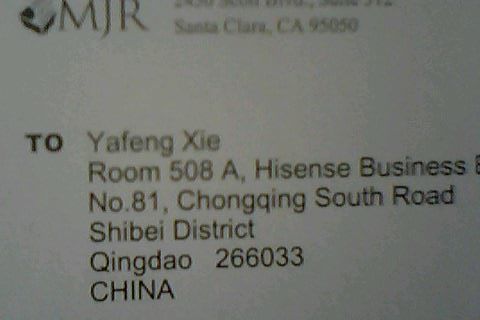 MJR
Santa Clara, CA 95050
TO Yafeng Xie
Room 508 A, Hisense Business
No.81, Chongqing South Road
Shibei District
Qingdao 266033
CHINA